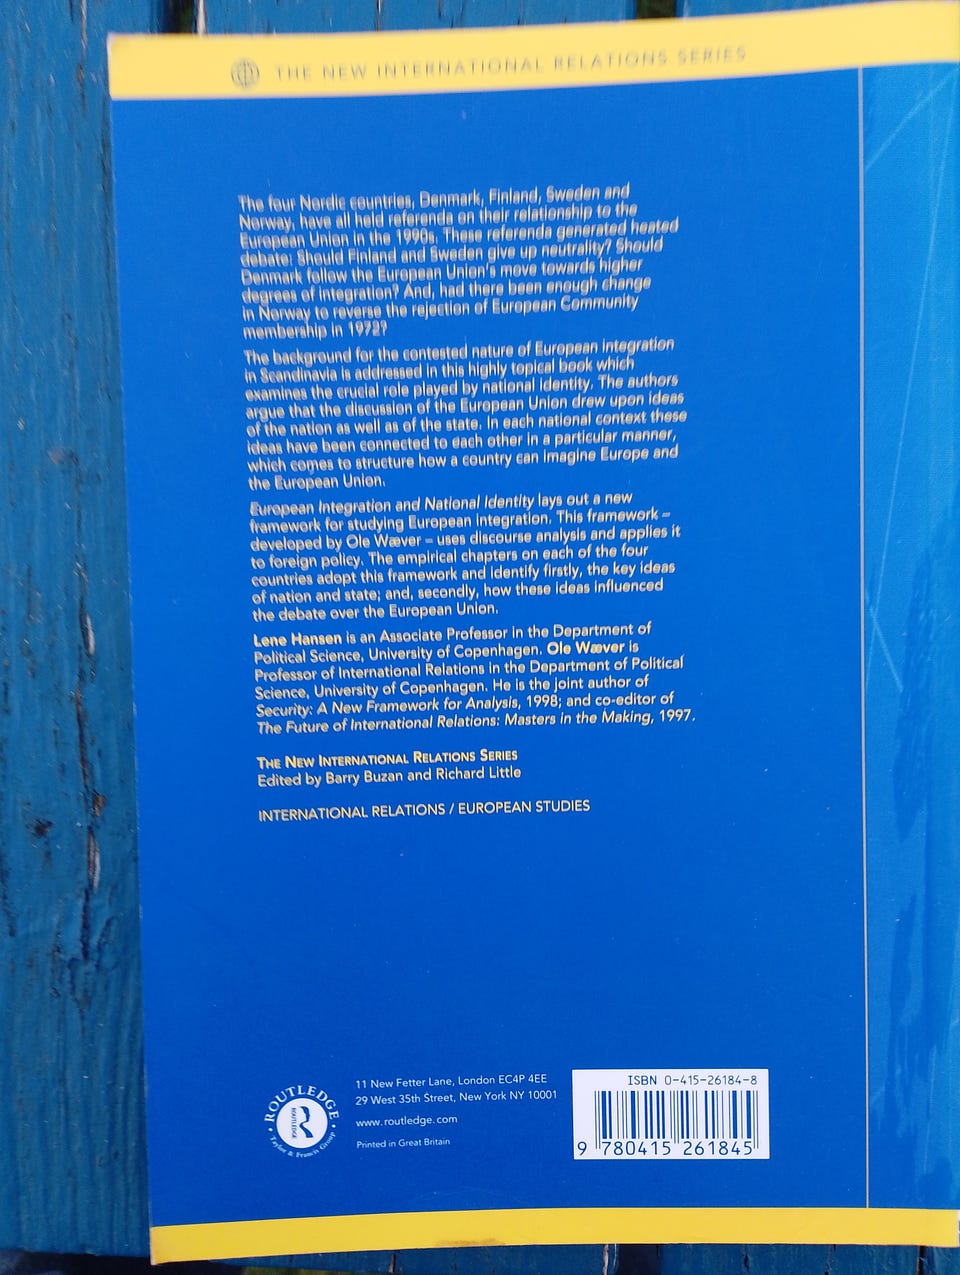 THE NEW INTERNATIONAL RELATIONS SERIES
The four Nordic countries, Denmark, Finland, Sweden and
Norway, have all held referenda on their relationship to the
European Union in the 1990s. These referenda generated heated
debate: Should Finland and Sweden give up neutrality? Should
Denmark follow the European Union's move towards higher
degrees of integration? And, had there been enough change
in Norway to reverse the rejection of European Community
membership in 1972?
The background for the contested nature of European integration
in Scandinavia is addressed in this highly topical book which
examines the crucial role played by national identity. The authors
argue that the discussion of the European Union drew upon ideas
of the nation as well as of the state. In each national context these
ideas have been connected to each other in a particular manner,
which comes to structure how a country can imagine Europe and
the European Union.
European Integration and National Identity lays out a new
framework for studying European integration. This framework –
developed by Ole Wæver – uses discourse analysis and applies it
to foreign policy. The empirical chapters on each of the four
countries adopt this framework and identify firstly, the key ideas
of nation and state; and, secondly, how these ideas influenced
the debate over the European Union.
Lene Hansen is an Associate Professor in the Department of
Political Science, University of Copenhagen. Ole Wæver is
Professor of International Relations in the Department of Political
Science, University of Copenhagen. He is the joint author of
Security: A New Framework for Analysis, 1998; and co-editor of
The Future of International Relations: Masters in the Making, 1997.
THE NEW INTERNATIONAL RELATIONS SERIES
Edited by Barry Buzan and Richard Little
INTERNATIONAL RELATIONS / EUROPEAN STUDIES
ROUTLEDGE
ROUTLEDGE
Taylor & Francis Group
11 New Fetter Lane, London EC4P 4EE
29 West 35th Street, New York NY 10001
www.routledge.com
Printed in Great Britain
ISBN 0-415-26184-8
9 780415 261845